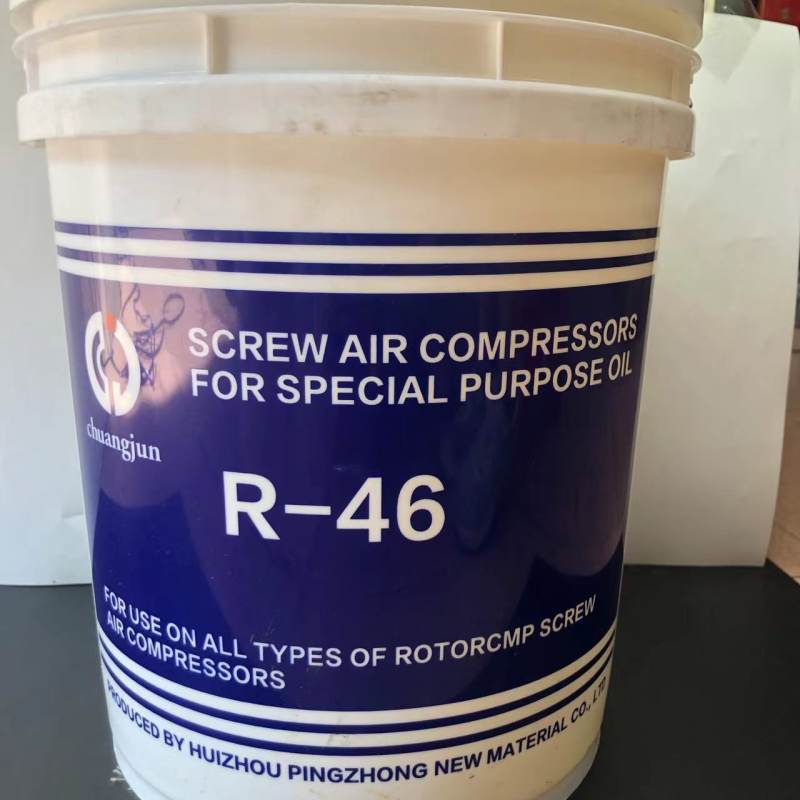 SCREW AIR COMPRESSORS
FOR SPECIAL PURPOSE OIL
chuangjun
R-46
FOR USE ON ALL TYPES OF ROTORCMP SCREW
AIR COMPRESSORS
PRODUCED BY HUIZHOU PINGZHONG NEW MATERIAL CO., LTD